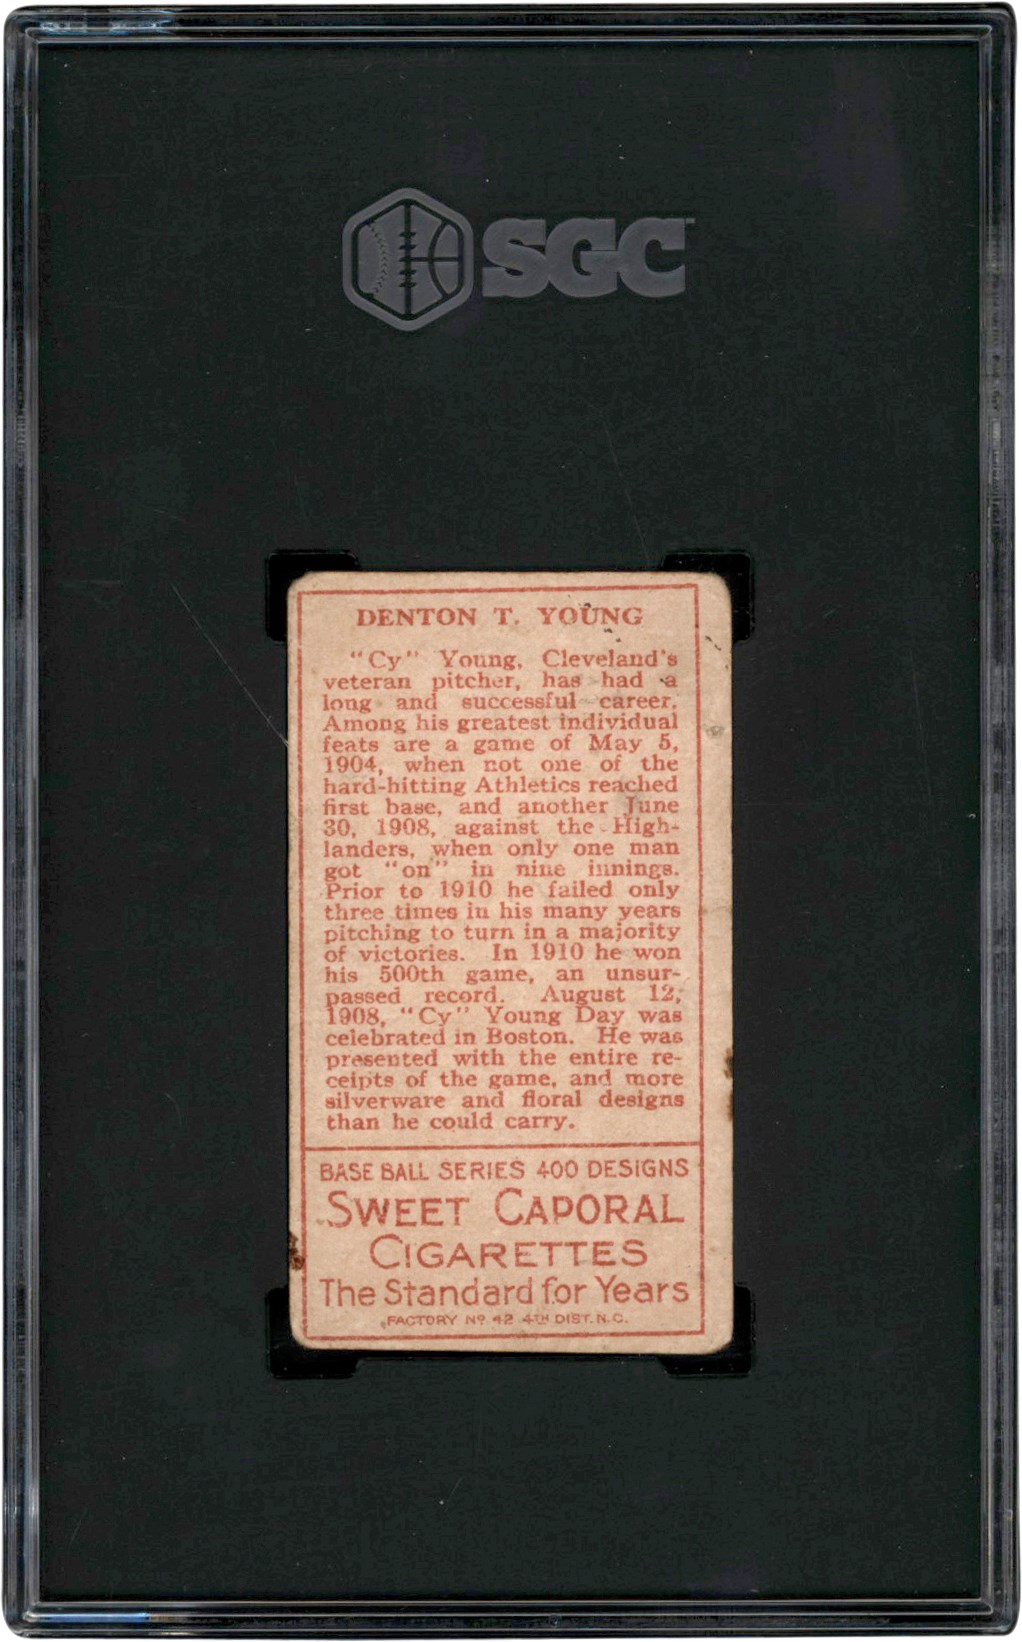 SGC
DENTON T. YOUNG
"Cy" Young, Cleveland's
veteran pitcher, has had a
long and successful career.
Among his greatest individual
feats are a game of May 5,
1904, when not one of the
hard-hitting Athletics reached
first base, and another June
30, 1908, against the High-
landers, when only one man
got "on" in nine innings.
Prior to 1910 he failed only
three times in his many years
pitching to turn in a majority
of victories. In 1910 he won
his 500th game, an unsur-
passed record. August 12,
1908, "Cy" Young Day was
celebrated in Boston. He was
presented with the entire re-
ceipts of the game, and more
silverware and floral designs
than he could carry.
BASE BALL SERIES 400 DESIGNS
SWEET CAPORAL
CIGARETTES
The Standard for Years
FACTORY Nº 42 4TH DIST. N.C.